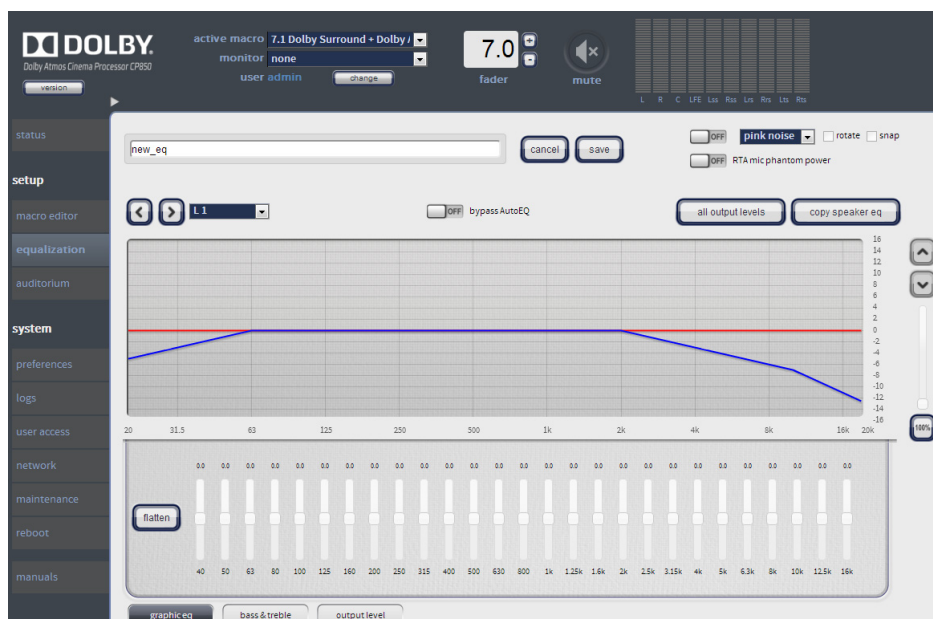 DOLBY.
Dolby Atmos Cinema Processor CP850
version
active macro 7.1 Dolby Surround + Dolby /
monitor none
user admin change
7.0 + -
fader
mute
L R C LFE Lss Rss Lrs Rrs Lts Rts
status
setup
macro editor
equalization
auditorium
system
preferences
logs
user access
network
maintenance
reboot
manuals
new_eq
cancel save
OFF pink noise rotate snap
OFF RTA mic phantom power
L 1
OFF bypass AutoEQ
all output levels copy speaker eq
16
14
12
10
8
6
4
2
0
-2
-4
-6
-8
-10
-12
-14
-16
20 31.5 63 125 250 500 1k 2k 4k 8k 16k 20k
100%
0.0 0.0 0.0 0.0 0.0 0.0 0.0 0.0 0.0 0.0 0.0 0.0 0.0 0.0 0.0 0.0 0.0 0.0 0.0 0.0 0.0 0.0 0.0 0.0 0.0 0.0 0.0
flatten
40 50 63 80 100 125 160 200 250 315 400 500 630 800 1k 1.25k 1.6k 2k 2.5k 3.15k 4k 5k 6.3k 8k 10k 12.5k 16k
graphic eq bass & treble output level